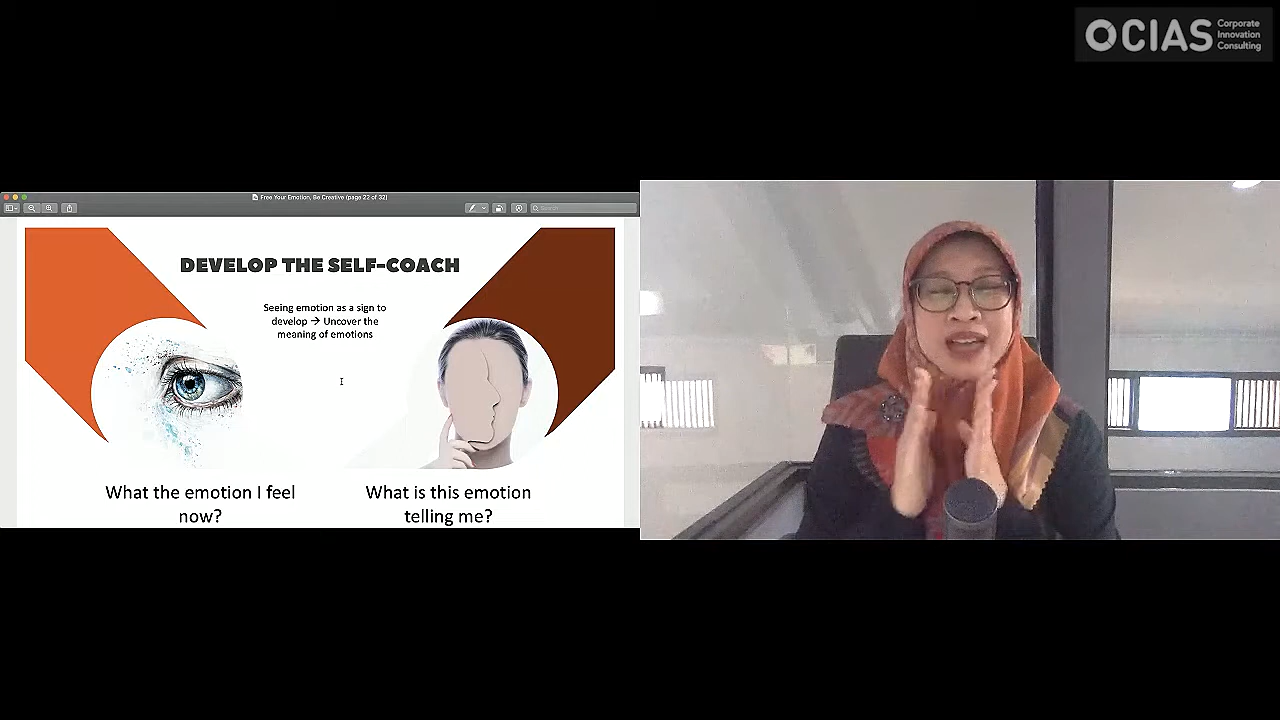 OCIAS Corporate
Innovation
Consulting
Free Your Emotion, Be Creative (page 22 of 32)
Search
DEVELOP THE SELF-COACH
Seeing emotion as a sign to
develop → Uncover the
meaning of emotions
What the emotion I feel
now?
What is this emotion
telling me?